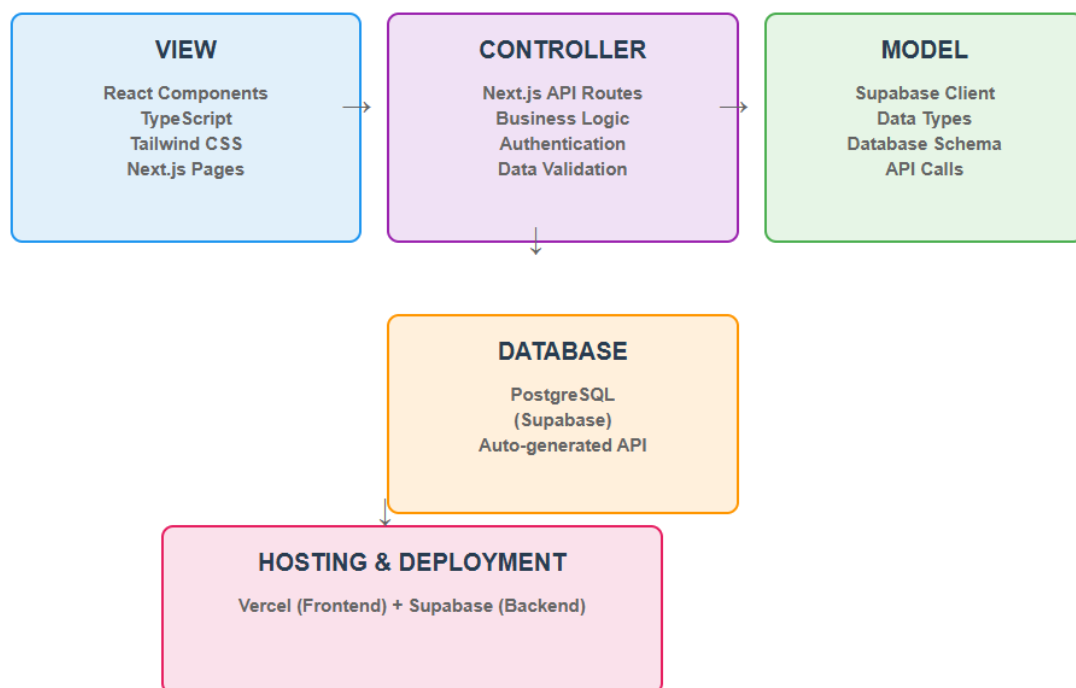 VIEW
React Components
TypeScript
Tailwind CSS
Next.js Pages
→
CONTROLLER
Next.js API Routes
Business Logic
Authentication
Data Validation
→
MODEL
Supabase Client
Data Types
Database Schema
API Calls
↓
DATABASE
PostgreSQL
(Supabase)
Auto-generated API
↓
HOSTING & DEPLOYMENT
Vercel (Frontend) + Supabase (Backend)